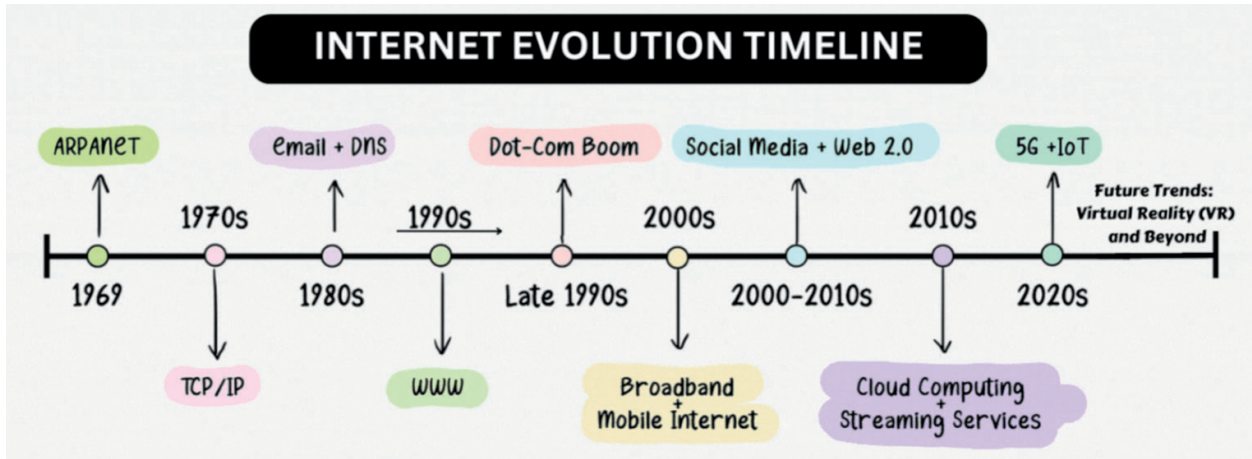 INTERNET EVOLUTION TIMELINE
ARPANET
email + DNS
Dot-Com Boom
Social Media + Web 2.0
5G +IoT
Future Trends:
Virtual Reality (VR)
and Beyond
1970s
1990s
2000s
2010s
1969
1980s
Late 1990s
2000-2010s
2020s
TCP/IP
WWW
Broadband
+
Mobile Internet
Cloud Computing
+
Streaming Services